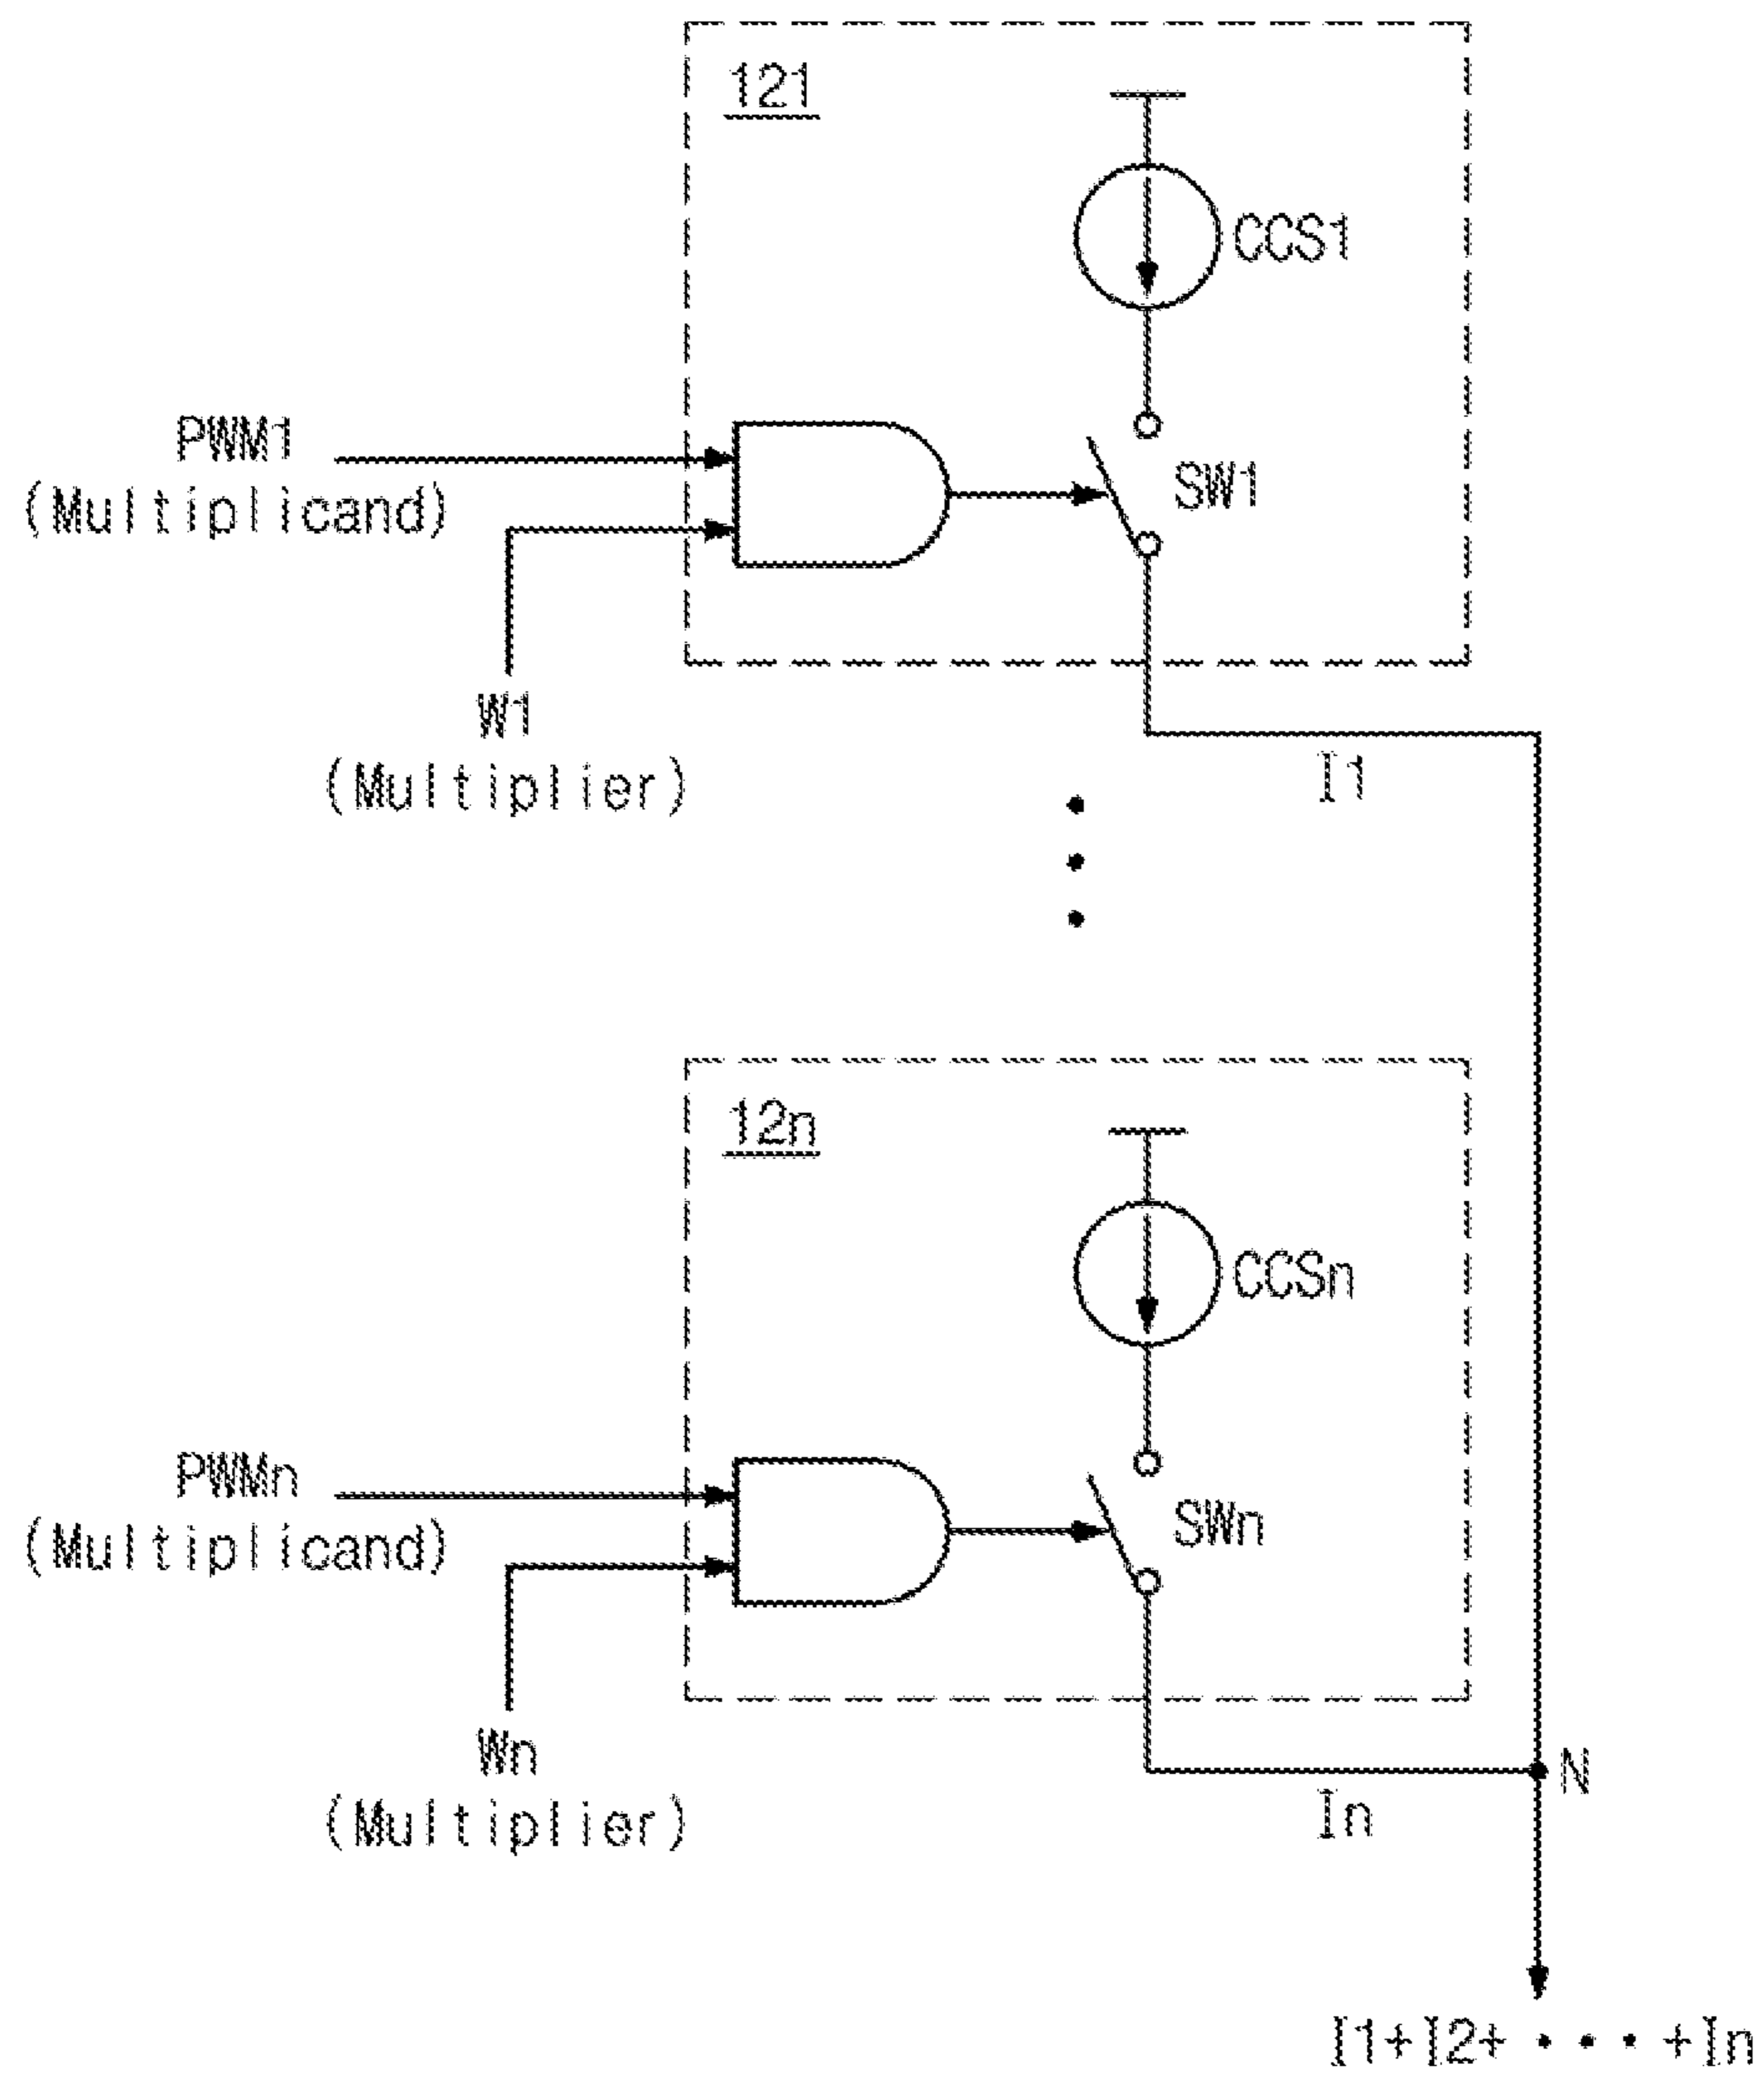 121
CCS1
PWM1
(Multiplicand)
SW1
W1
(Multiplier)
I1
12n
CCSn
PWMn
(Multiplicand)
SWn
Wn
(Multiplier)
N
In
I1+I2+ • • • +In